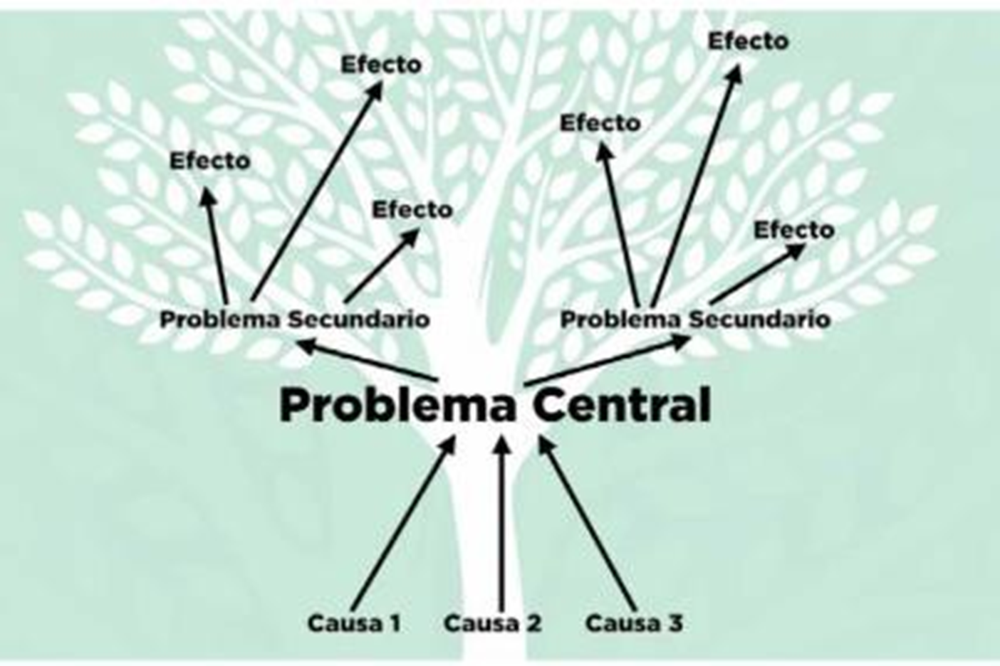 Efecto
Efecto
Efecto
Efecto
Efecto
Efecto
Problema Secundario
Problema Secundario
Problema Central
Causa 1
Causa 2
Causa 3